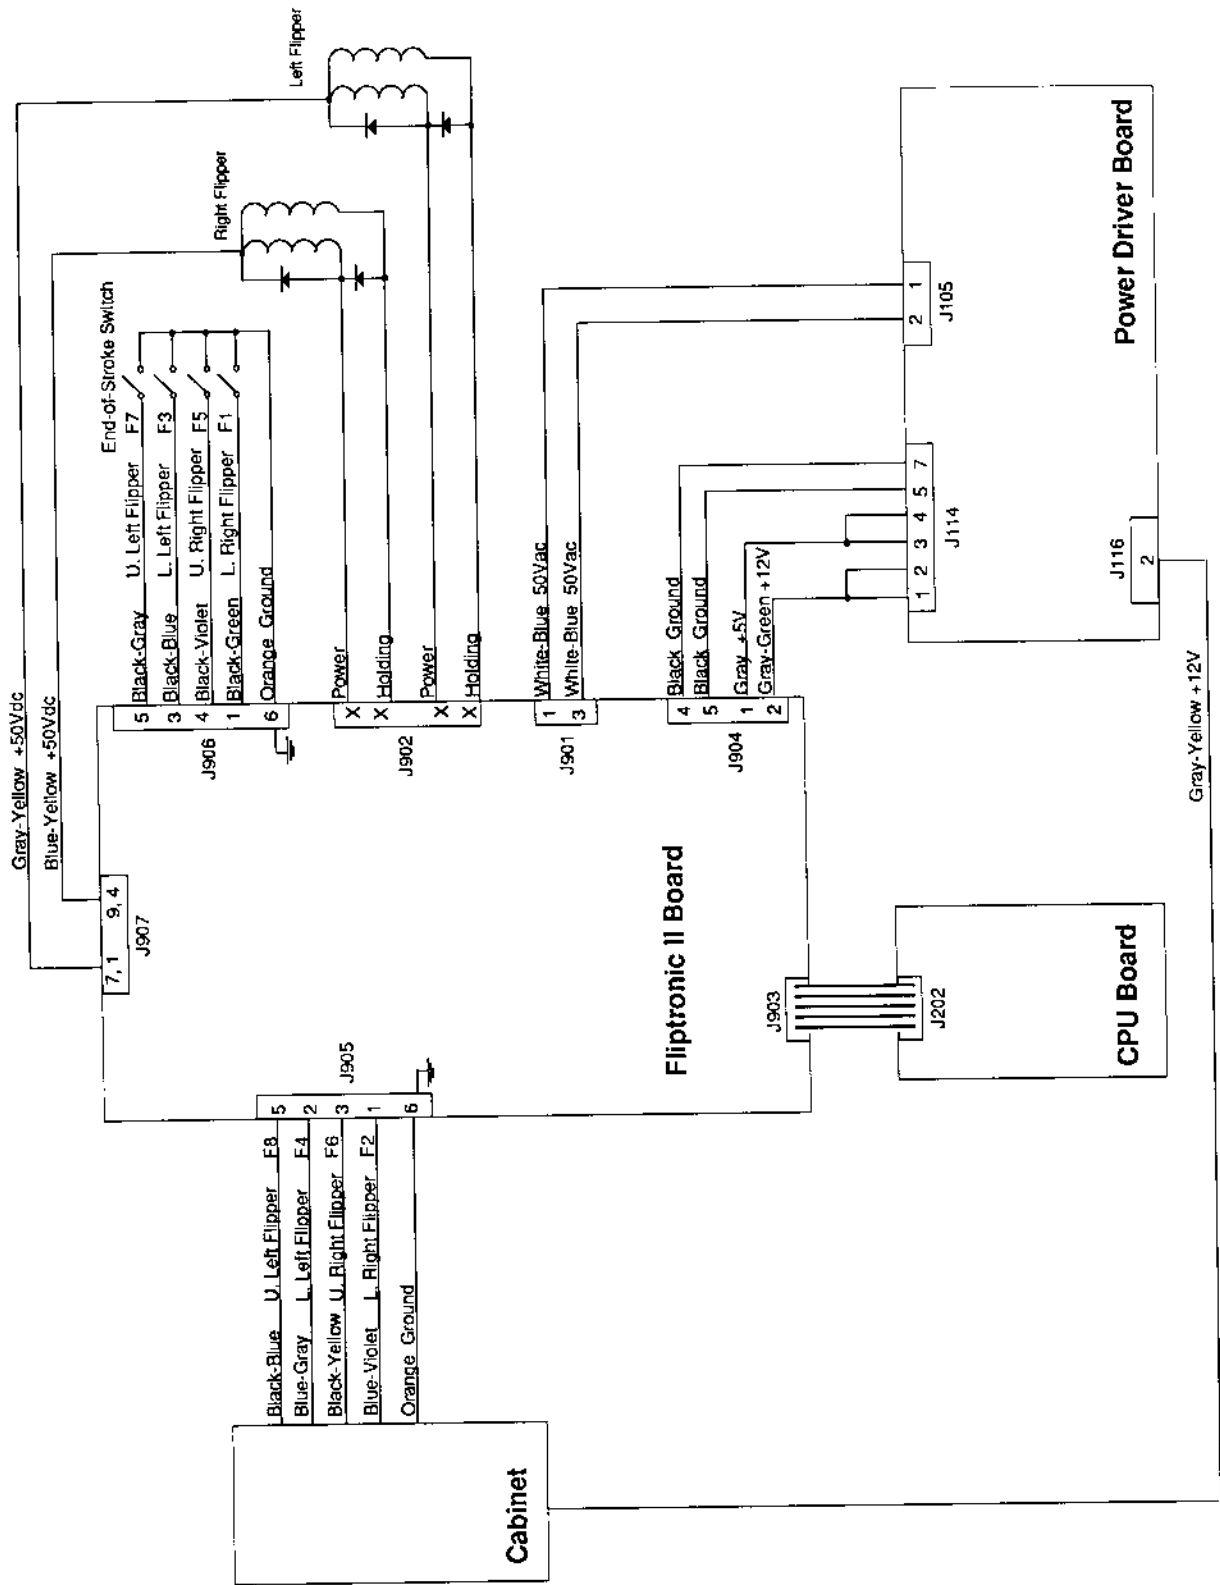 Gray-Yellow +50Vdc
Blue-Yellow +50Vdc
Left Flipper
Right Flipper
End-of-Stroke Switch
7, 1 9, 4
J907
5 Black-Gray U. Left Flipper F7
3 Black-Blue L. Left Flipper F3
4 Black-Violet U. Right Flipper F5
1 Black-Green L. Right Flipper F1
6 Orange Ground
J906
X Power
X Holding
X Power
X Holding
J902
1 White-Blue 50Vac
3 White-Blue 50Vac
J901
4 Black Ground
5 Black Ground
1 Gray +5V
2 Gray-Green +12V
J904
2 1
J105
1 2 3 4 5 7
J114
Power Driver Board
J116
2
Gray-Yellow +12V
J905
Black-Blue U. Left Flipper F8 5
Blue-Gray L. Left Flipper F4 2
Black-Yellow U. Right Flipper F6 3
Blue-Violet L. Right Flipper F2 1
Orange Ground 6
Cabinet
Fliptronic II Board
J903
J202
CPU Board